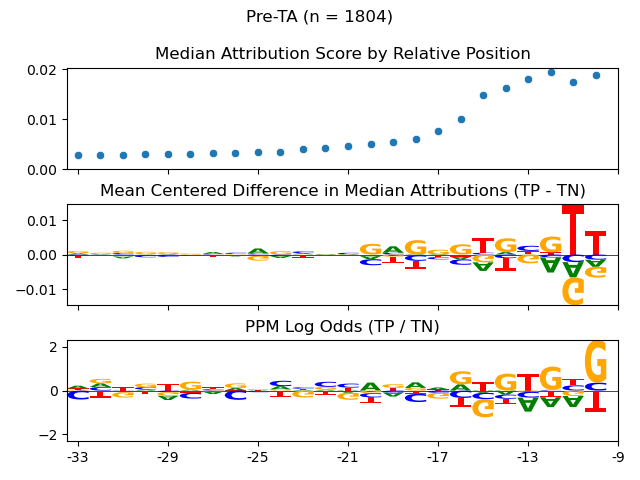 Pre-TA (n = 1804)
Median Attribution Score by Relative Position
0.02
0.01
0.00
Mean Centered Difference in Median Attributions (TP - TN)
0.01
0.00
−0.01
PPM Log Odds (TP / TN)
2
0
−2
-33 -29 -25 -21 -17 -13 -9